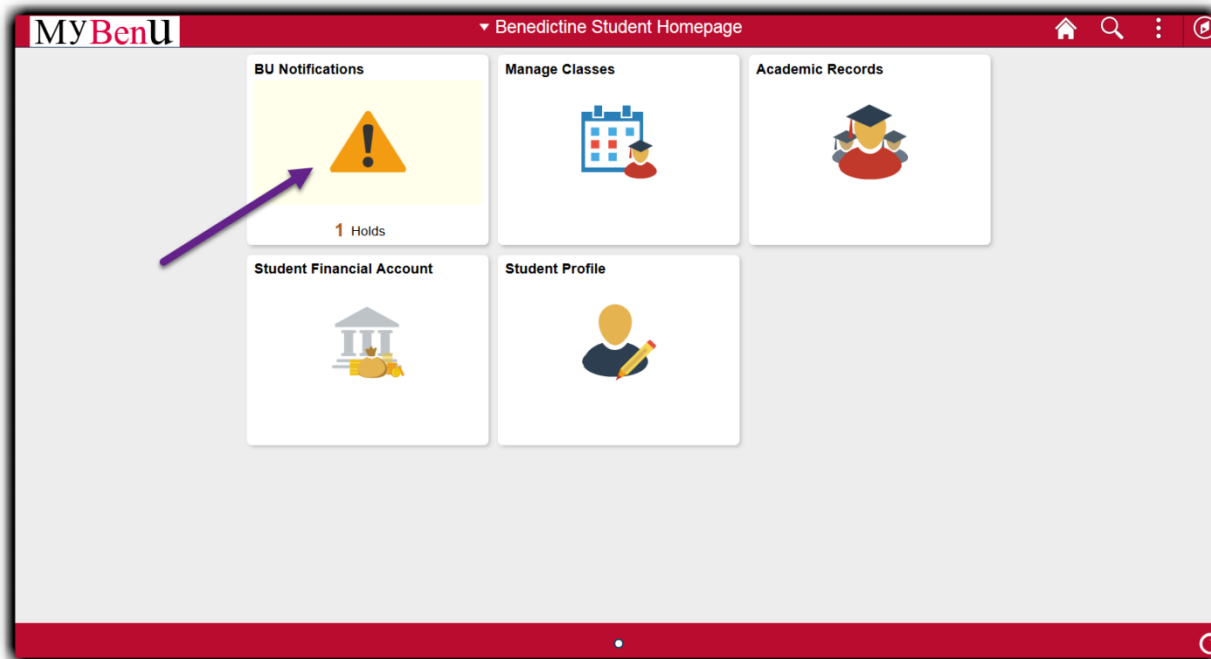 MyBenU
Benedictine Student Homepage
BU Notifications
Manage Classes
Academic Records
1 Holds
Student Financial Account
Student Profile